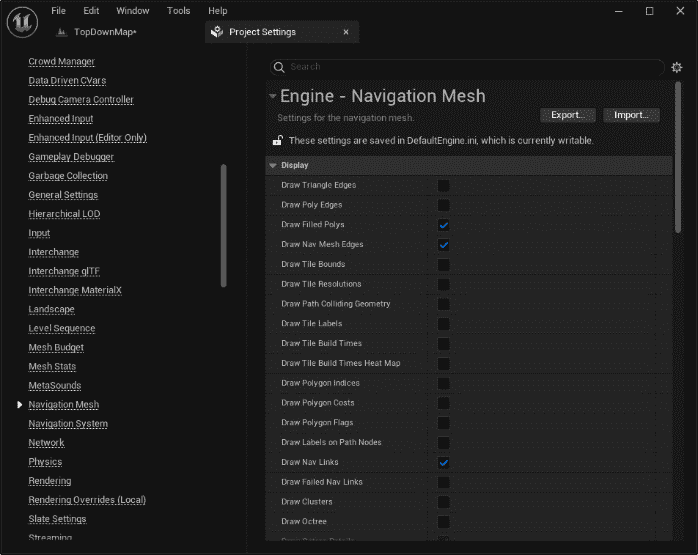 File Edit Window Tools Help
TopDownMap* Project Settings
Crowd Manager
Data Driven CVars
Debug Camera Controller
Enhanced Input
Enhanced Input (Editor Only)
Gameplay Debugger
Garbage Collection
General Settings
Hierarchical LOD
Input
Interchange
Interchange glTF
Interchange MaterialX
Landscape
Level Sequence
Mesh Budget
Mesh Stats
MetaSounds
Navigation Mesh
Navigation System
Network
Physics
Rendering
Rendering Overrides (Local)
Slate Settings
Streaming
Search
Engine - Navigation Mesh
Settings for the navigation mesh.
Export... Import...
These settings are saved in DefaultEngine.ini, which is currently writable.
Display
Draw Triangle Edges
Draw Poly Edges
Draw Filled Polys
Draw Nav Mesh Edges
Draw Tile Bounds
Draw Tile Resolutions
Draw Path Colliding Geometry
Draw Tile Labels
Draw Tile Build Times
Draw Tile Build Times Heat Map
Draw Polygon Indices
Draw Polygon Costs
Draw Polygon Flags
Draw Labels on Path Nodes
Draw Nav Links
Draw Failed Nav Links
Draw Clusters
Draw Octree